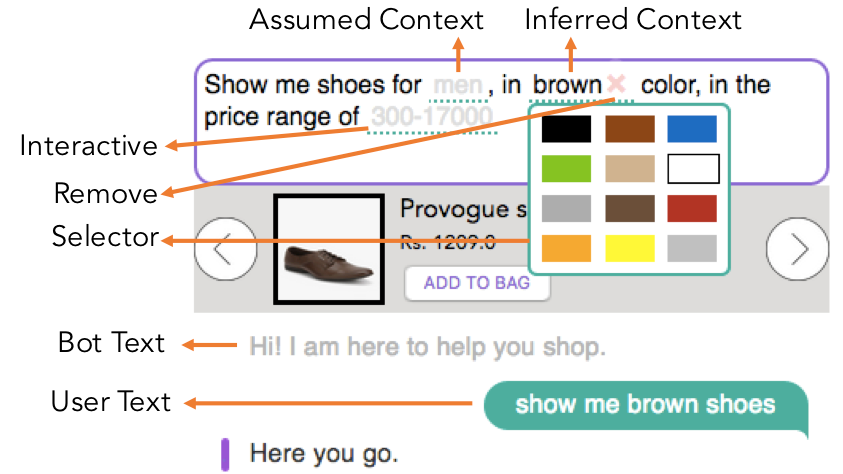 Assumed Context Inferred Context
Show me shoes for men, in brown color, in the
price range of 300-17000
Interactive
Remove
Provogue s
Selector
Rs. 1299.0
ADD TO BAG
Bot Text
Hi! I am here to help you shop.
User Text
show me brown shoes
Here you go.